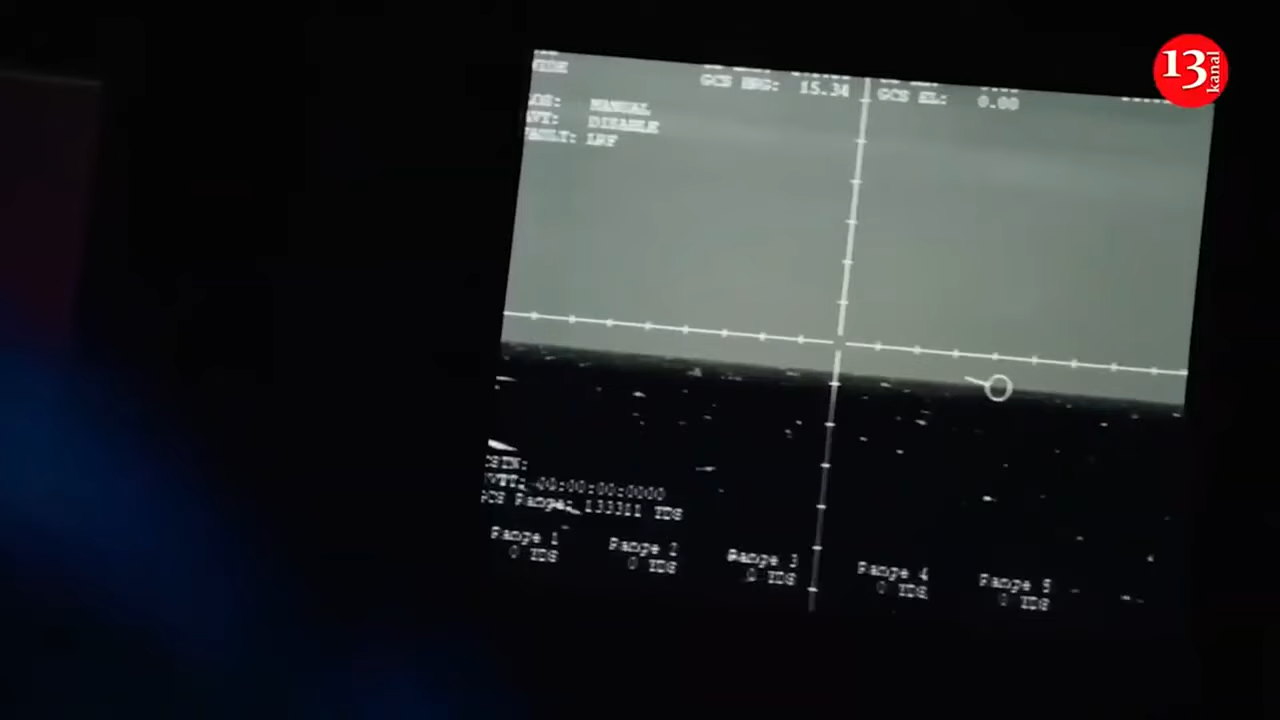 13 kanal
GCS BRG: 15.34 GCS EL: 0.00
MANUAL
DISABLE
LRF
00:00:00:0000
GCS Range: 133311 YDS
Range 1 Range 2 Range 3 Range 4 Range 5
0 YDS 0 YDS 0 YDS 0 YDS 0 YDS